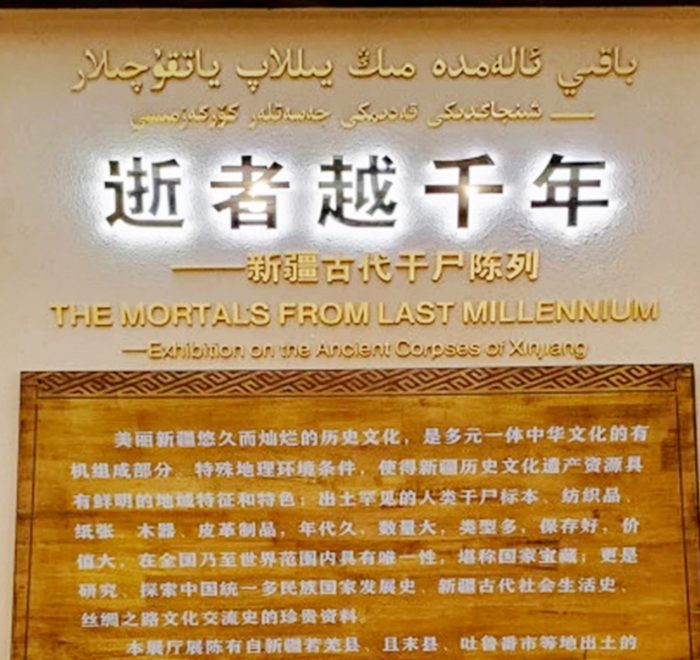 باقىي ئالەمدە مىڭ يىللاپ ياتقۇچىلار
—— شىنجاڭدىكى قەدىمكى جەسەتلەر كۆرگەزمىسى
逝者越千年
——新疆古代干尸陈列
THE MORTALS FROM LAST MILLENNIUM
—Exhibition on the Ancient Corpses of Xinjiang
美丽新疆悠久而灿烂的历史文化，是多元一体中华文化的有
机组成部分。特殊地理环境条件，使得新疆历史文化遗产资源具
有鲜明的地域特征和特色；出土罕见的人类干尸标本、纺织品、
纸张、木器、皮革制品，年代久，数量大，类型多，保存好，价
值大，在全国乃至世界范围内具有唯一性，堪称国家宝藏；更是
研究、探索中国统一多民族国家发展史、新疆古代社会生活史、
丝绸之路文化交流史的珍贵资料。
本展厅展陈有自新疆若羌县、且末县、吐鲁番市等地出土的